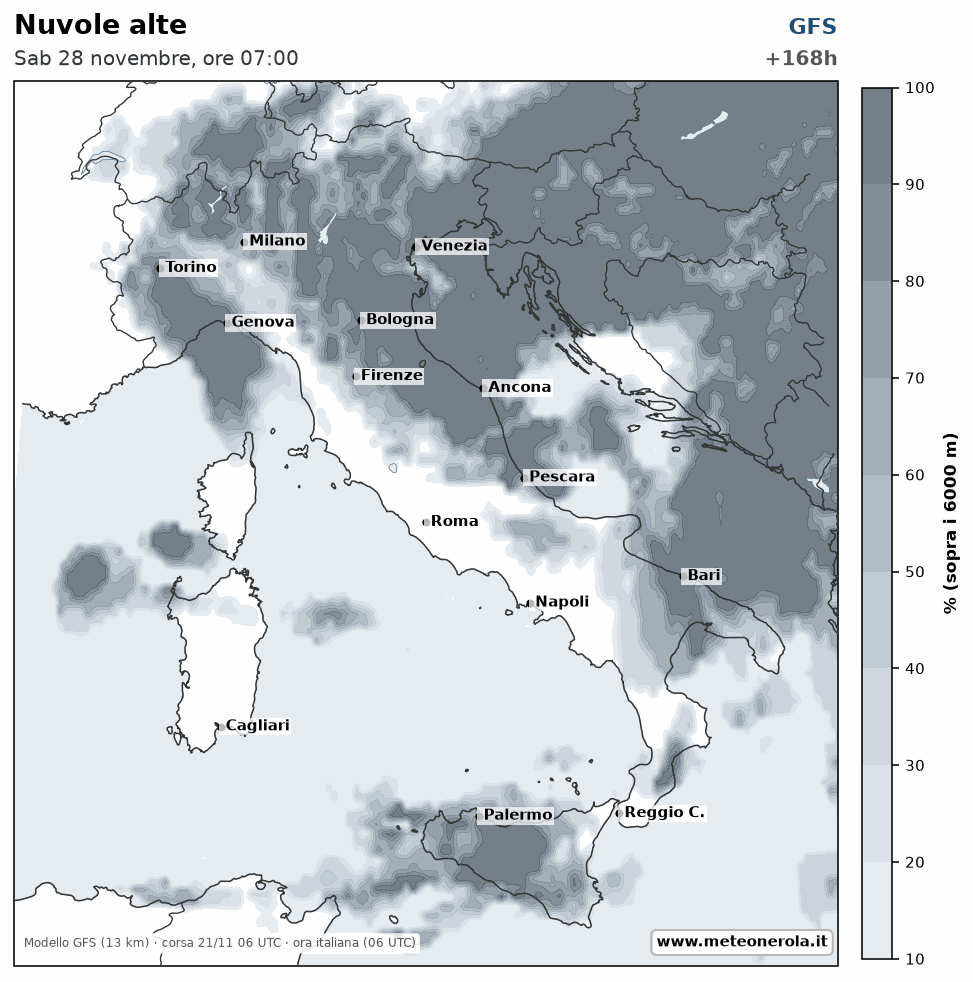 Nuvole alte
GFS
Sab 28 novembre, ore 07:00
+168h
100
90
80
70
60
50
40
30
20
10
% (sopra i 6000 m)
Milano
Venezia
Torino
Genova
Bologna
Firenze
Ancona
Pescara
Roma
Bari
Napoli
Cagliari
Palermo
Reggio C.
Modello GFS (13 km) · corsa 21/11 06 UTC · ora italiana (06 UTC)
www.meteonerola.it